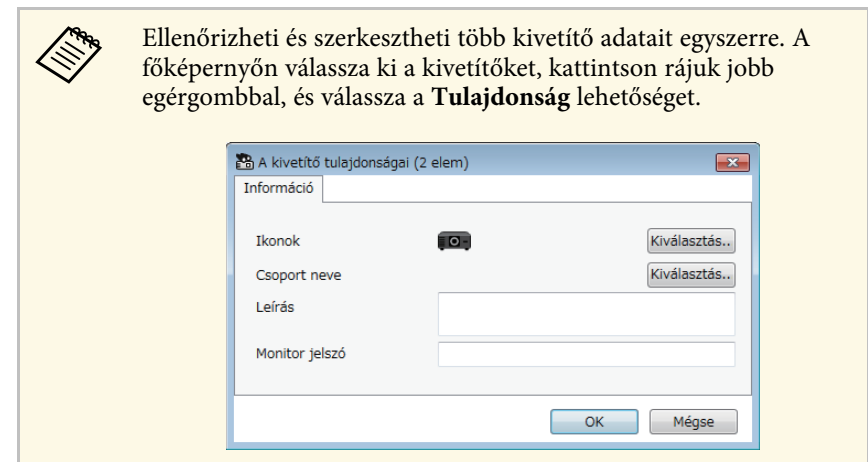 Ellenőrizheti és szerkesztheti több kivetítő adatait egyszerre. A
főképernyőn válassza ki a kivetítőket, kattintson rájuk jobb
egérgombbal, és válassza a Tulajdonság lehetőséget.
A kivetítő tulajdonságai (2 elem)
Információ
Ikonok
Kiválasztás..
Csoport neve
Kiválasztás..
Leírás
Monitor jelszó
OK
Mégse